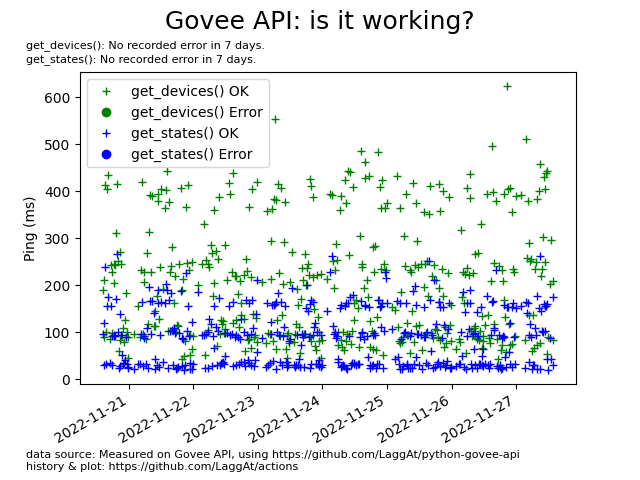 Govee API: is it working?
get_devices(): No recorded error in 7 days.
get_states(): No recorded error in 7 days.
get_devices() OK
get_devices() Error
get_states() OK
get_states() Error
Ping (ms)
600
500
400
300
200
100
0
2022-11-21
2022-11-22
2022-11-23
2022-11-24
2022-11-25
2022-11-26
2022-11-27
data source: Measured on Govee API, using https://github.com/LaggAt/python-govee-api
history & plot: https://github.com/LaggAt/actions